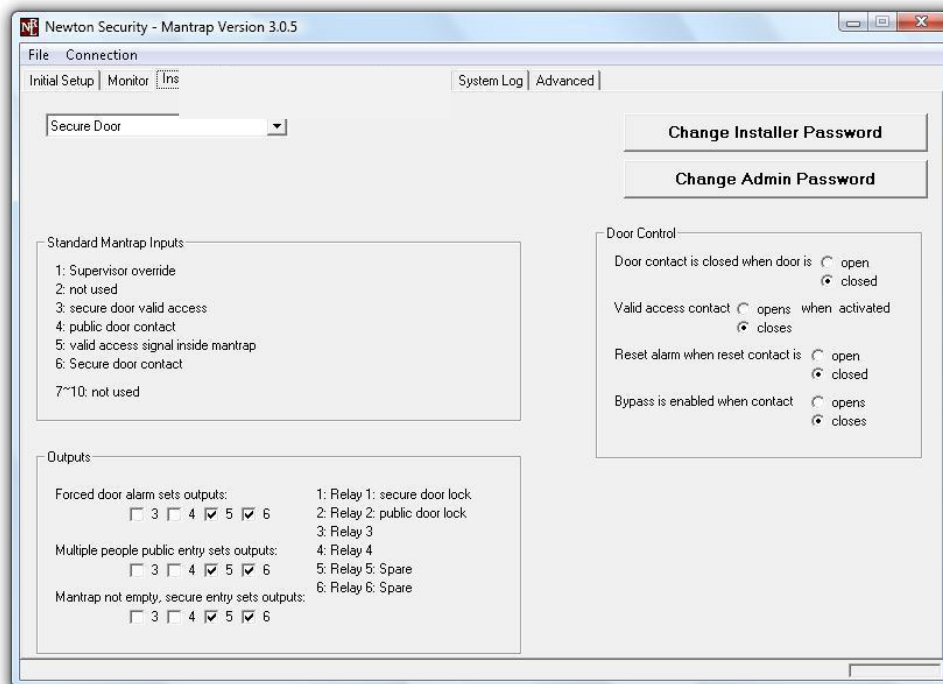 Newton Security - Mantrap Version 3.0.5
File Connection
Initial Setup Monitor System Log Advanced
Secure Door
Change Installer Password
Change Admin Password
Standard Mantrap Inputs
1: Supervisor override
2: not used
3: secure door valid access
4: public door contact
5: valid access signal inside mantrap
6: Secure door contact
7~10: not used
Door Control
Door contact is closed when door is open
closed
Valid access contact opens when activated
closes
Reset alarm when reset contact is open
closed
Bypass is enabled when contact opens
closes
Outputs
Forced door alarm sets outputs:
3 4 5 6
Multiple people public entry sets outputs:
3 4 5 6
Mantrap not empty, secure entry sets outputs:
3 4 5 6
1: Relay 1: secure door lock
2: Relay 2: public door lock
3: Relay 3
4: Relay 4
5: Relay 5: Spare
6: Relay 6: Spare